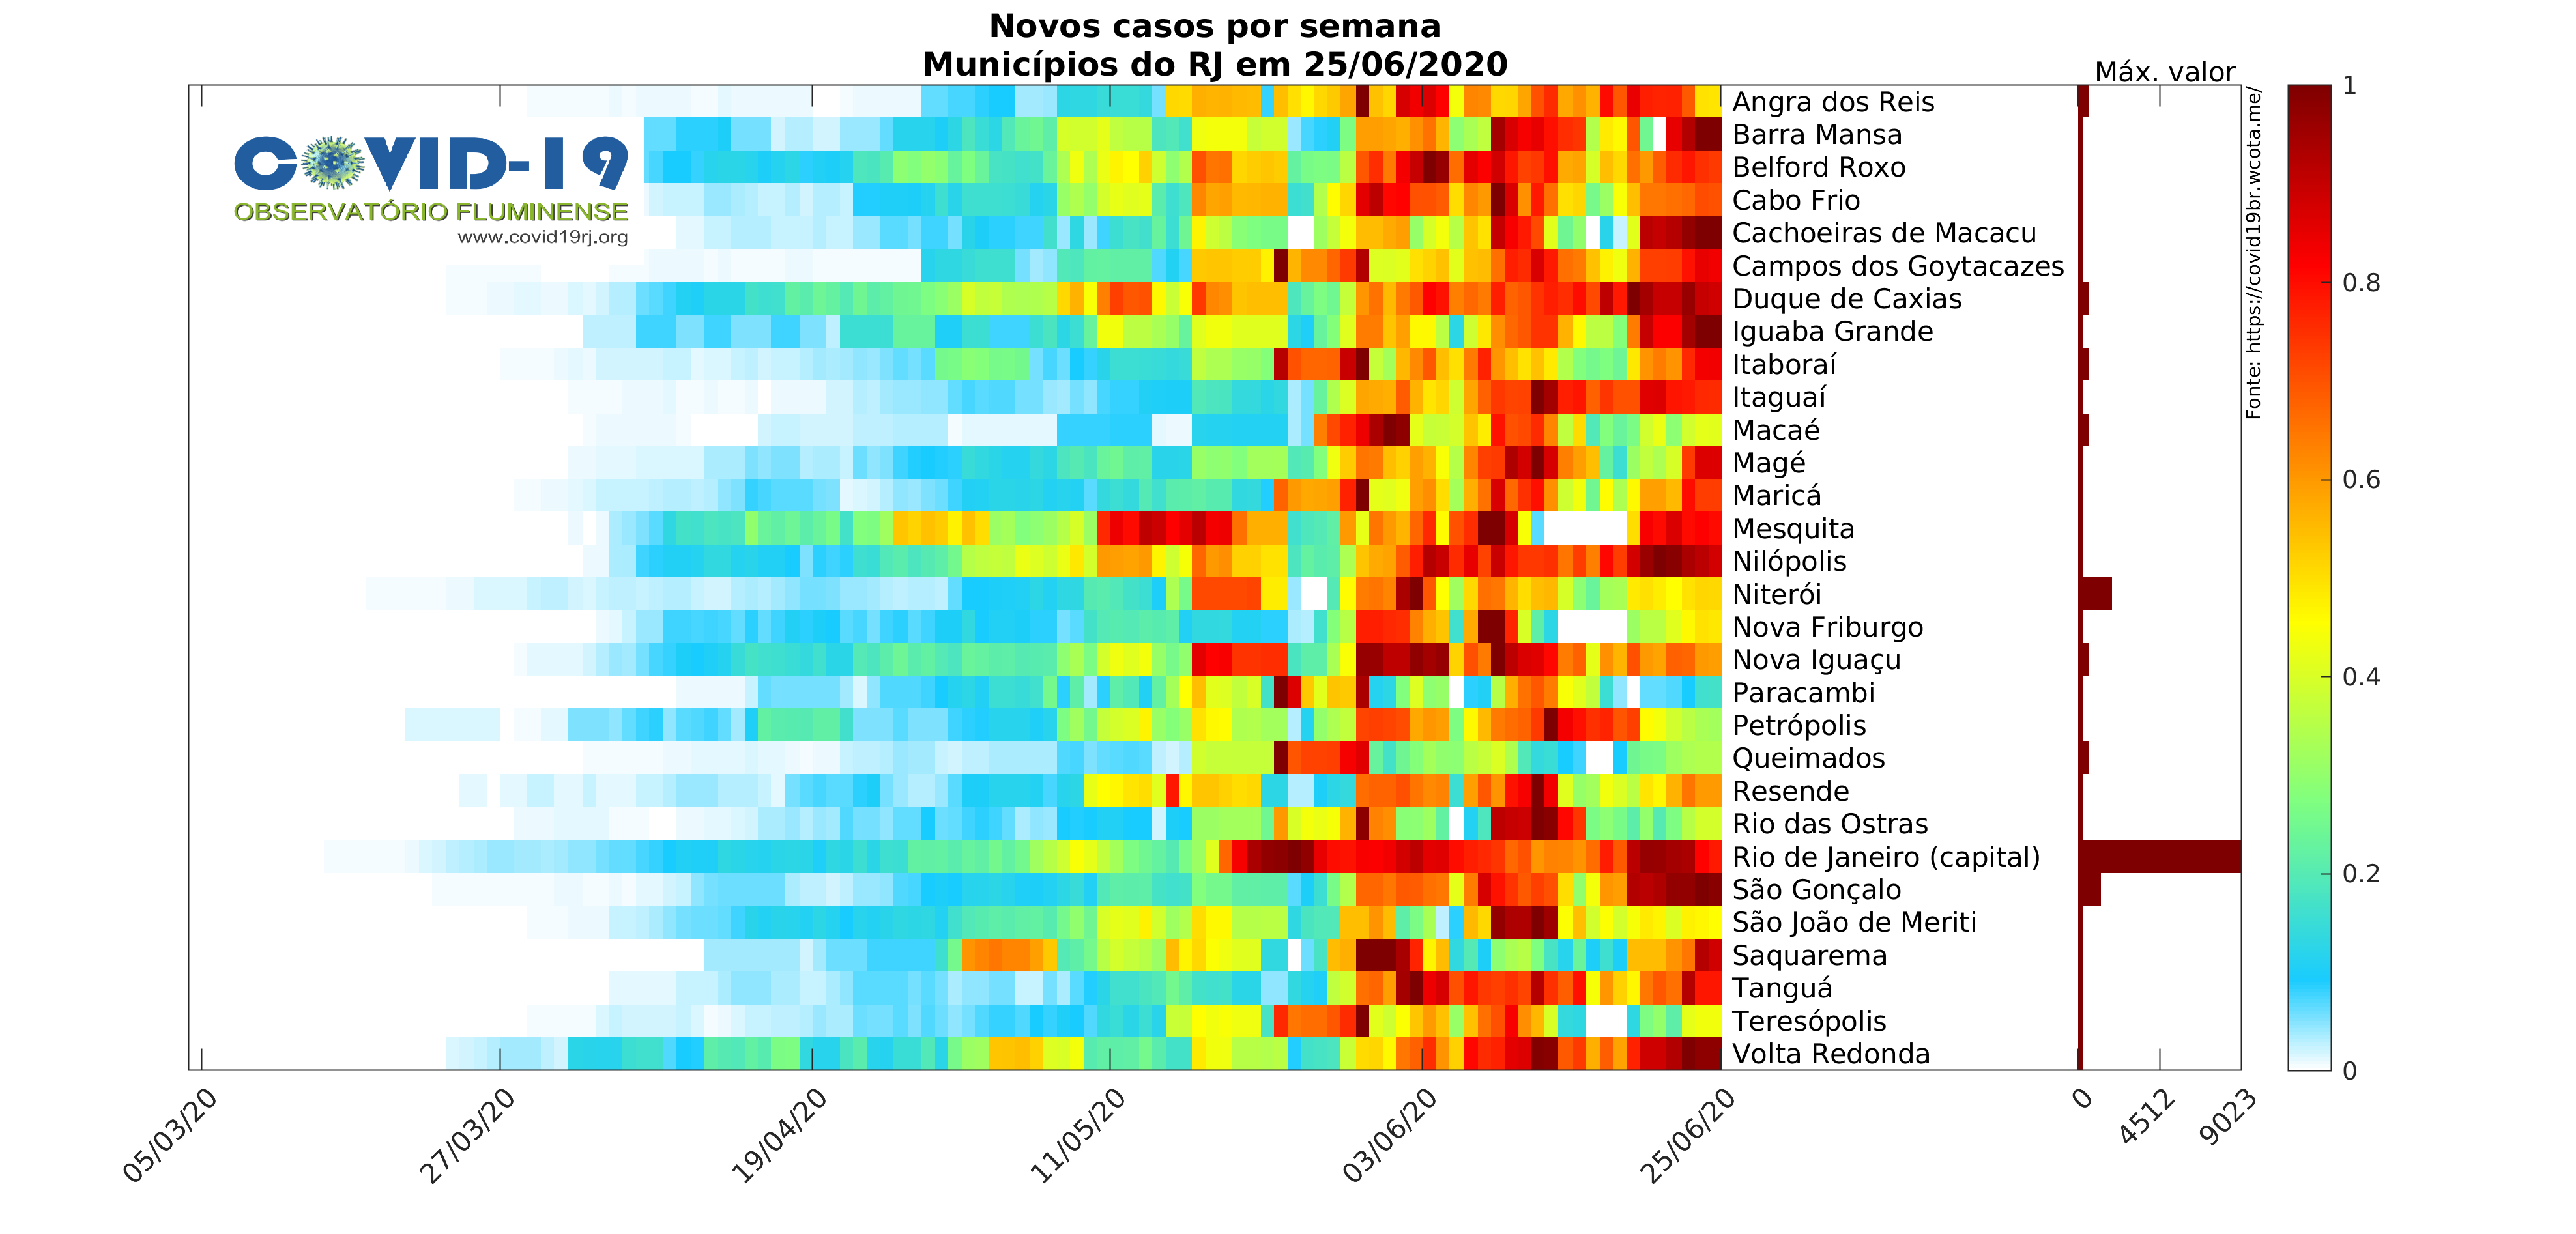 Novos casos por semana
Municípios do RJ em 25/06/2020
Máx. valor
COVID-19
OBSERVATÓRIO FLUMINENSE
www.covid19rj.org
Angra dos Reis
Barra Mansa
Belford Roxo
Cabo Frio
Cachoeiras de Macacu
Campos dos Goytacazes
Duque de Caxias
Iguaba Grande
Itaboraí
Itaguaí
Macaé
Magé
Maricá
Mesquita
Nilópolis
Niterói
Nova Friburgo
Nova Iguaçu
Paracambi
Petrópolis
Queimados
Resende
Rio das Ostras
Rio de Janeiro (capital)
São Gonçalo
São João de Meriti
Saquarema
Tanguá
Teresópolis
Volta Redonda
Fonte: https://covid19br.wcota.me/
1
0.8
0.6
0.4
0.2
0
05/03/20
27/03/20
19/04/20
11/05/20
03/06/20
25/06/20
0
4512
9023